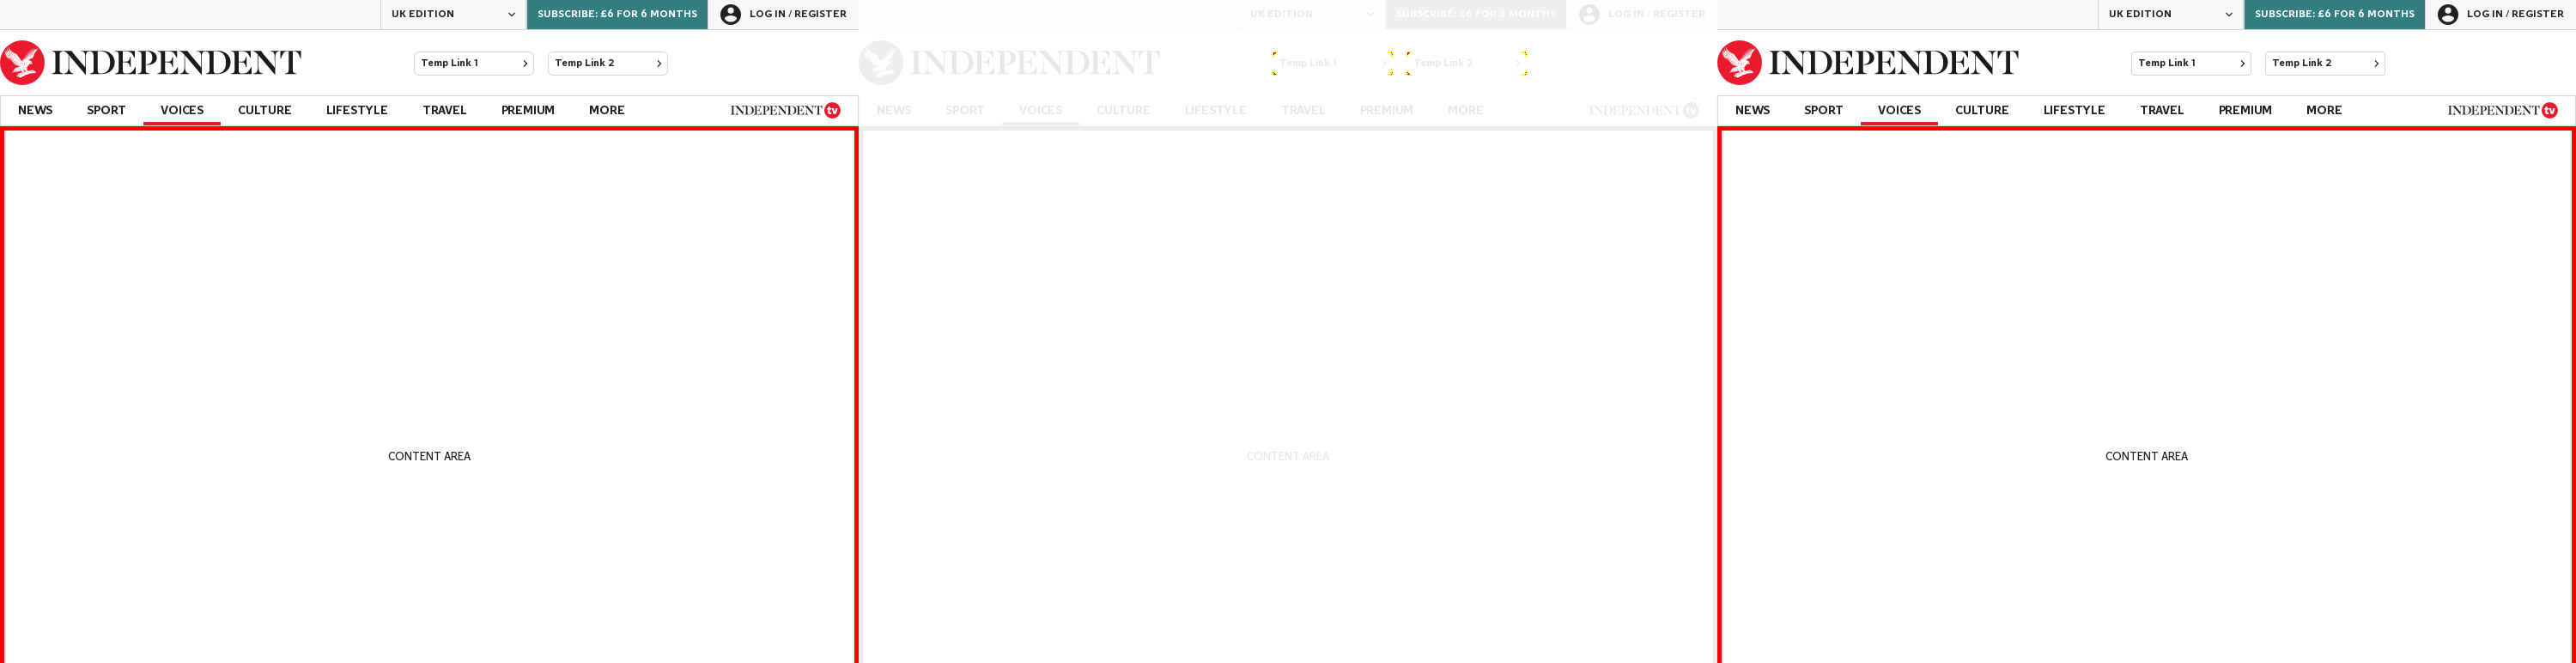 UK EDITION SUBSCRIBE: £6 FOR 6 MONTHS LOG IN / REGISTER
INDEPENDENT Temp Link 1 Temp Link 2
NEWS SPORT VOICES CULTURE LIFESTYLE TRAVEL PREMIUM MORE INDEPENDENT tv
CONTENT AREA
UK EDITION SUBSCRIBE: £6 FOR 6 MONTHS LOG IN / REGISTER
INDEPENDENT Temp Link 1 Temp Link 2
NEWS SPORT VOICES CULTURE LIFESTYLE TRAVEL PREMIUM MORE INDEPENDENT tv
CONTENT AREA
UK EDITION SUBSCRIBE: £6 FOR 6 MONTHS LOG IN / REGISTER
INDEPENDENT Temp Link 1 Temp Link 2
NEWS SPORT VOICES CULTURE LIFESTYLE TRAVEL PREMIUM MORE INDEPENDENT tv
CONTENT AREA